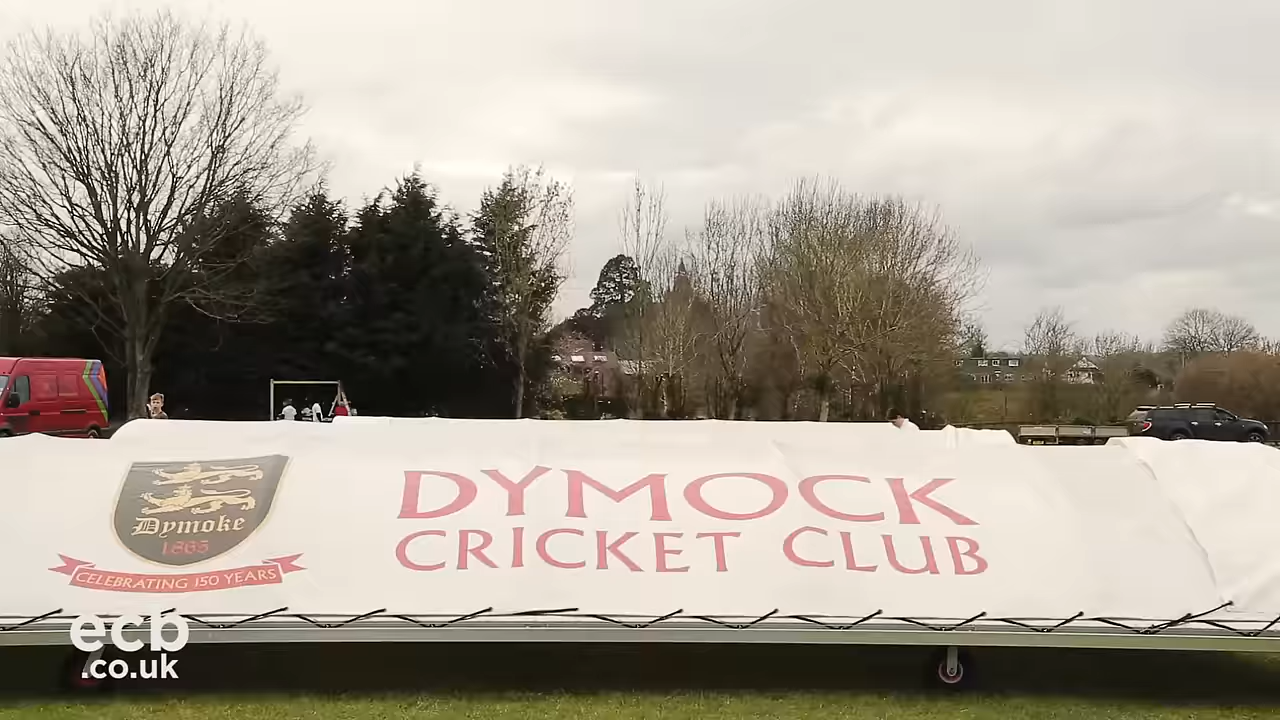 DYMOCK
CRICKET CLUB
Dymoke
1865
CELEBRATING 150 YEARS
ecb
.co.uk